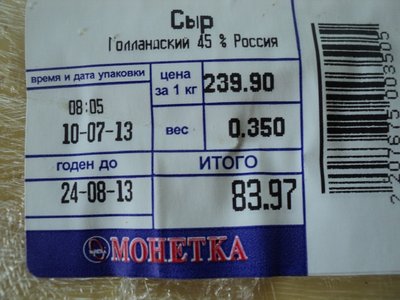 Сыр
Голландский 45 % Россия
время и дата упаковки
08:05
10-07-13
цена за 1 кг
239.90
вес
0.350
годен до
24-08-13
ИТОГО
83.97
МОНЕТКА
2207675003505